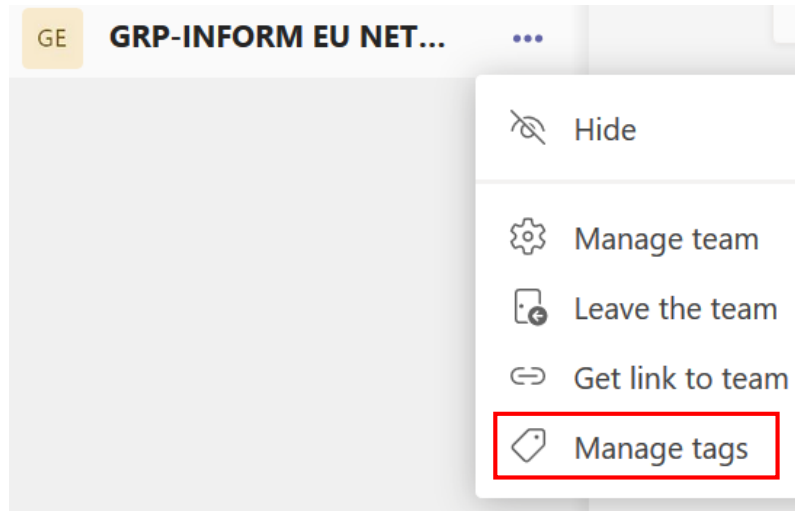 GE GRP-INFORM EU NET... ...
Hide
Manage team
Leave the team
Get link to team
Manage tags